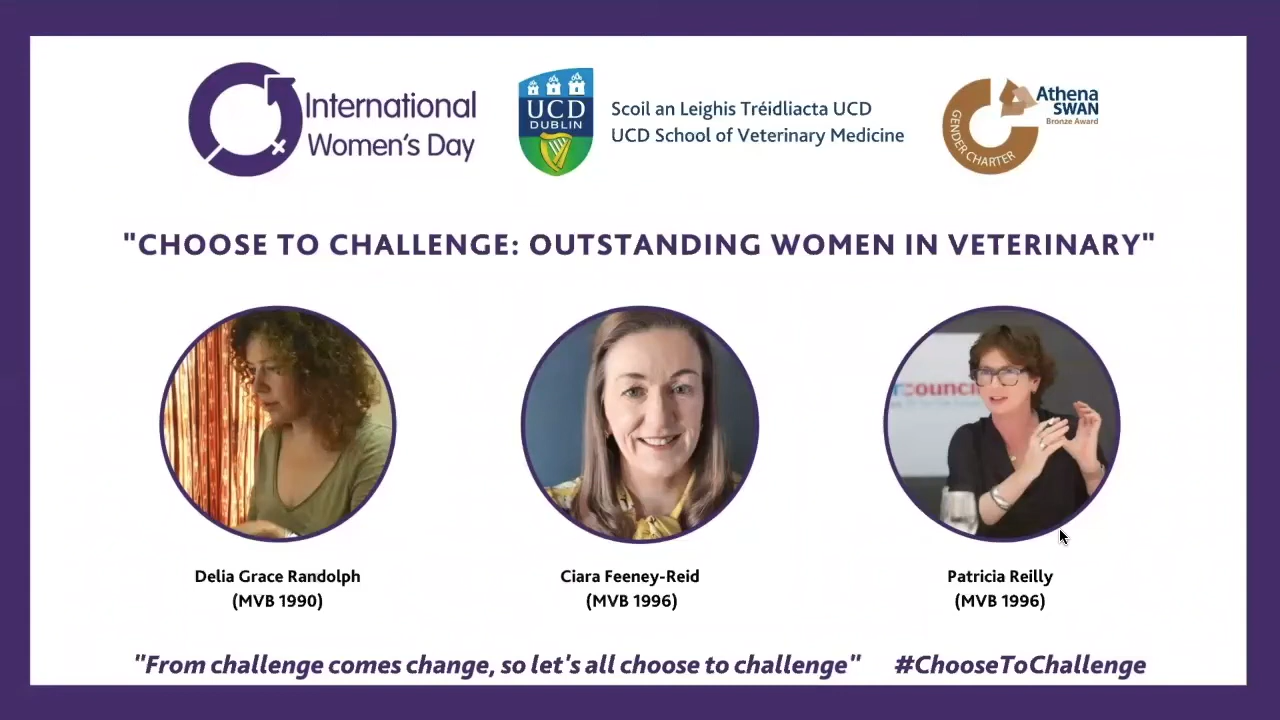 International
Women's Day
UCD
DUBLIN
Scoil an Leighis Tréidliacta UCD
UCD School of Veterinary Medicine
GENDER CHARTER
Athena
SWAN
Bronze Award
"CHOOSE TO CHALLENGE: OUTSTANDING WOMEN IN VETERINARY"
Delia Grace Randolph
(MVB 1990)
Ciara Feeney-Reid
(MVB 1996)
Patricia Reilly
(MVB 1996)
"From challenge comes change, so let's all choose to challenge" #ChooseToChallenge